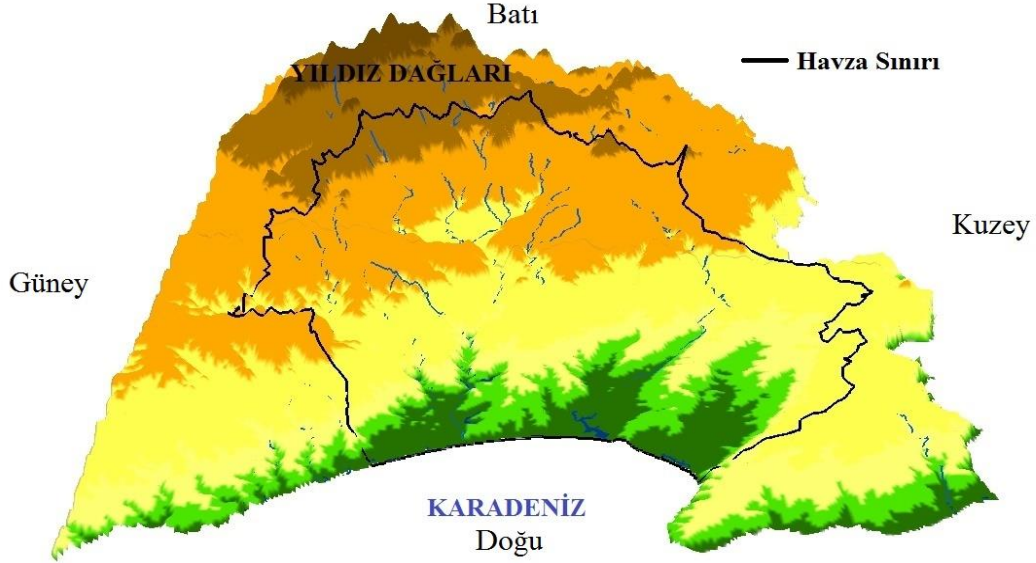 Batı
YILDIZ DAĞLARI
Havza Sınırı
Kuzey
Güney
KARADENİZ
Doğu